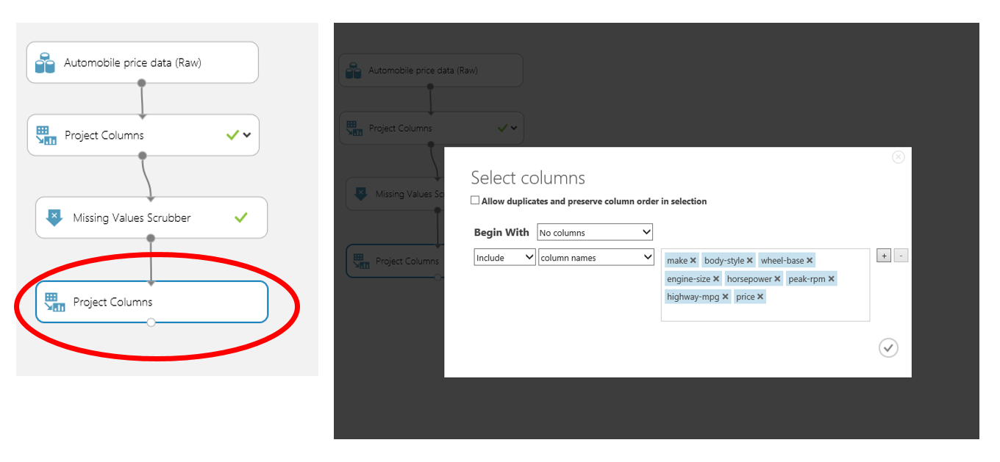 Automobile price data (Raw)
Project Columns
Missing Values Scrubber
Project Columns
Automobile price data (Raw)
Project Columns
Missing Values Sc
Project Columns
Select columns
Allow duplicates and preserve column order in selection
Begin With No columns
Include column names
make × body-style × wheel-base ×
engine-size × horsepower × peak-rpm ×
highway-mpg × price ×
+ -